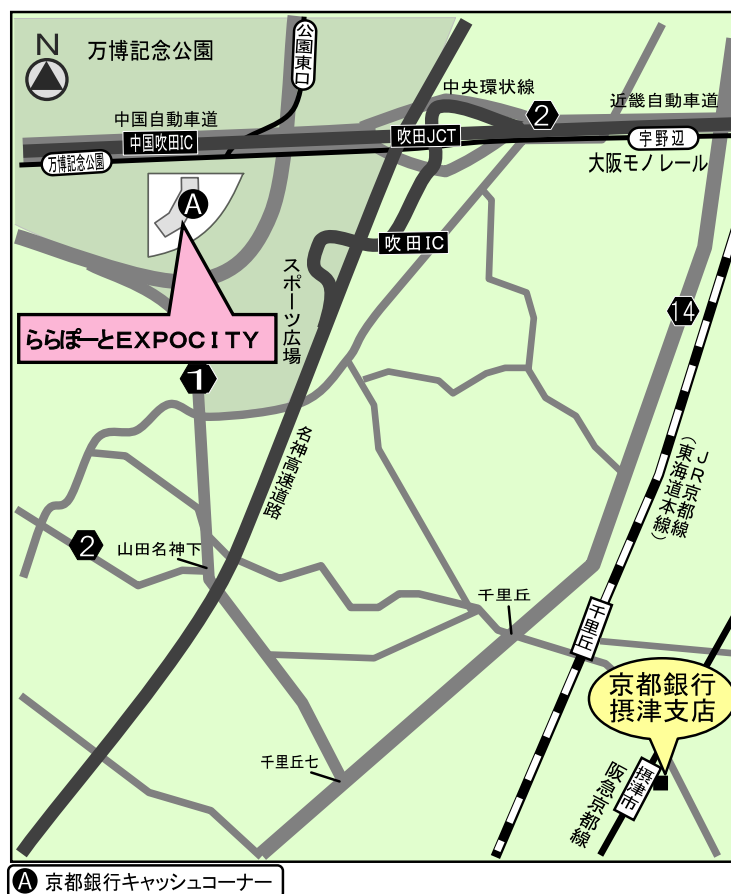 N
万博記念公園
公園東口
中央環状線
近畿自動車道
中国自動車道
中国吹田IC
吹田JCT
2
宇野辺
万博記念公園
大阪モノレール
A
吹田IC
スポーツ広場
14
ららぽーとEXPOCITY
1
名神高速道路
JR京都線
(東海道本線)
2
山田名神下
千里丘
千里丘
京都銀行
摂津支店
千里丘七
摂津市
阪急京都線
A 京都銀行キャッシュコーナー